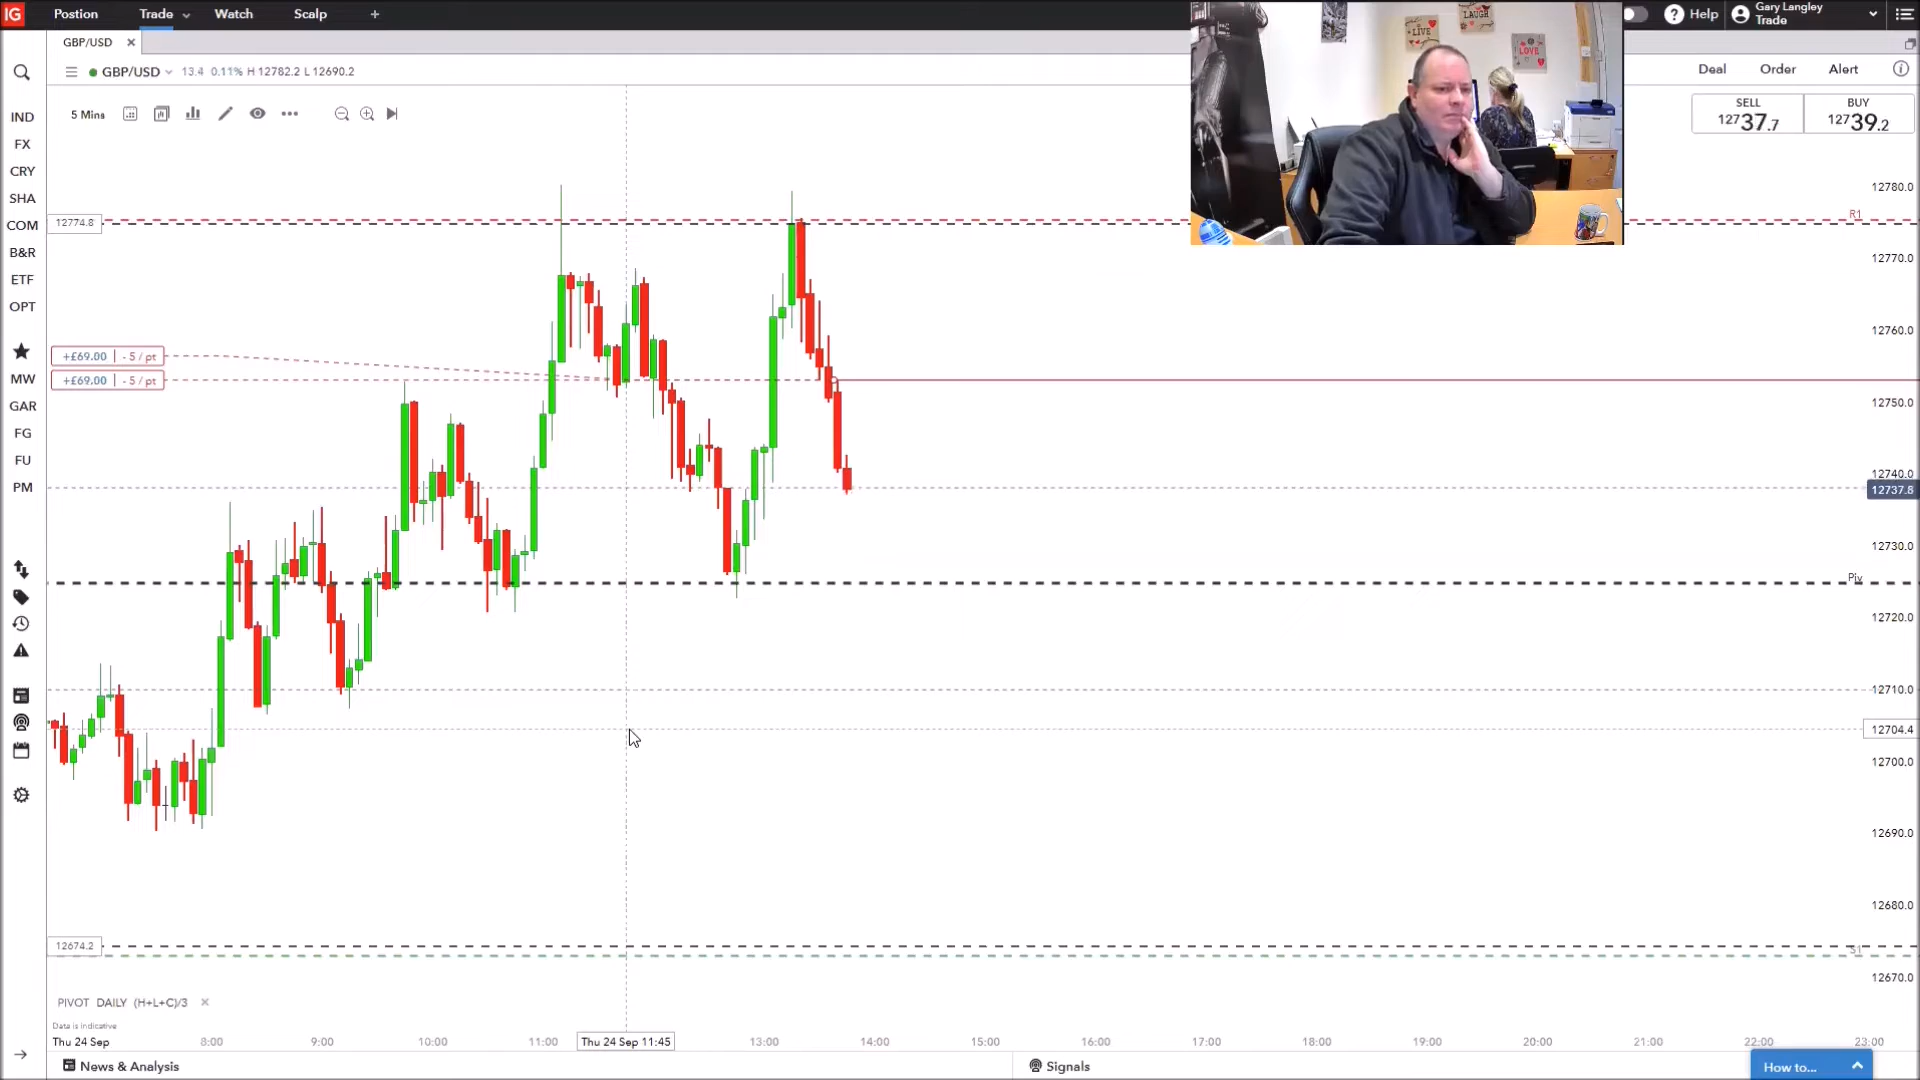 IG Postion Trade Watch Scalp + Help Gary Langley
Trade
GBP/USD ×
GBP/USD 13.4 0.11% H 12782.2 L 12690.2
Deal Order Alert
5 Mins
SELL
12737.7
BUY
12739.2
LIVE
LAUGH
LOVE
IND
FX
CRY
SHA
COM
B&R
ETF
OPT
MW
GAR
FG
FU
PM
12774.8
+£69.00 - 5 / pt
+£69.00 - 5 / pt
12674.2
R1
Piv
S1
12780.0
12770.0
12760.0
12750.0
12740.0
12737.8
12730.0
12720.0
12710.0
12704.4
12700.0
12690.0
12680.0
12670.0
PIVOT DAILY (H+L+C)/3 ×
Data is indicative
Thu 24 Sep 8:00 9:00 10:00 11:00 Thu 24 Sep 11:45 13:00 14:00 15:00 16:00 17:00 18:00 19:00 20:00 21:00 22:00 23:00
News & Analysis
Signals
How to...